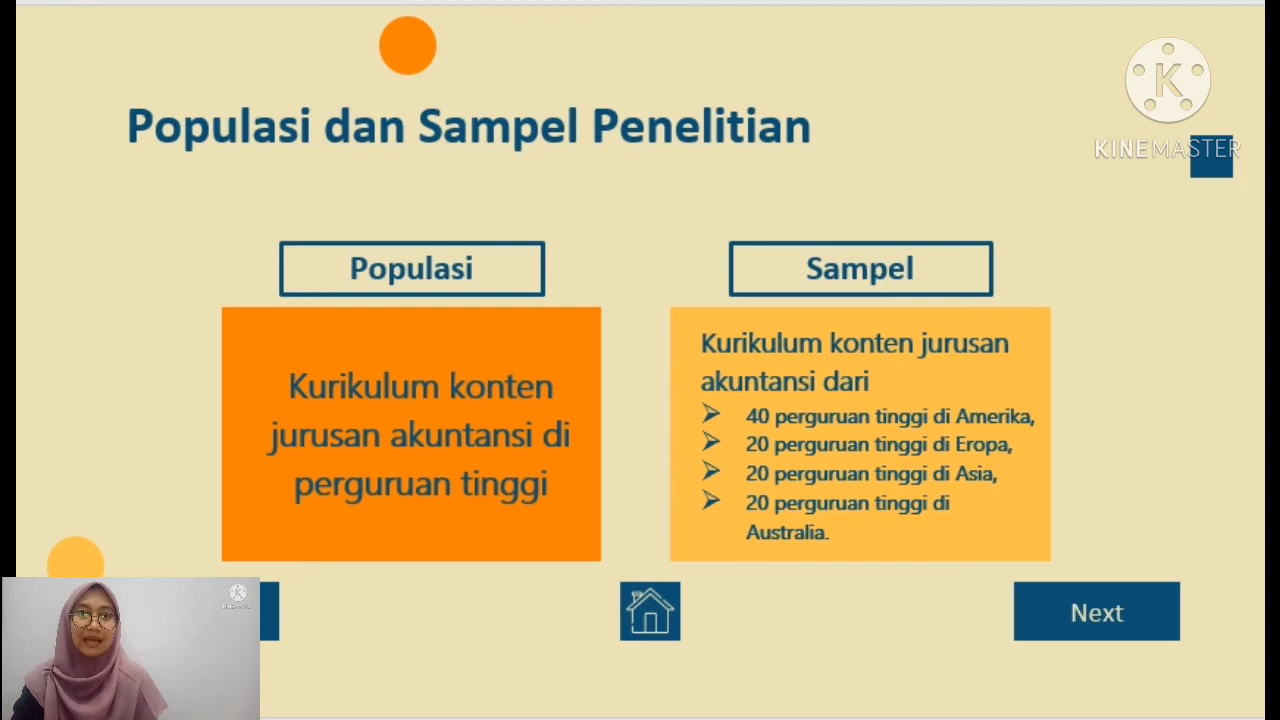 K
KINEMASTER
Populasi dan Sampel Penelitian
Populasi
Sampel
Kurikulum konten
jurusan akuntansi di
perguruan tinggi
Kurikulum konten jurusan
akuntansi dari
40 perguruan tinggi di Amerika,
20 perguruan tinggi di Eropa,
20 perguruan tinggi di Asia,
20 perguruan tinggi di
Australia.
K
Next